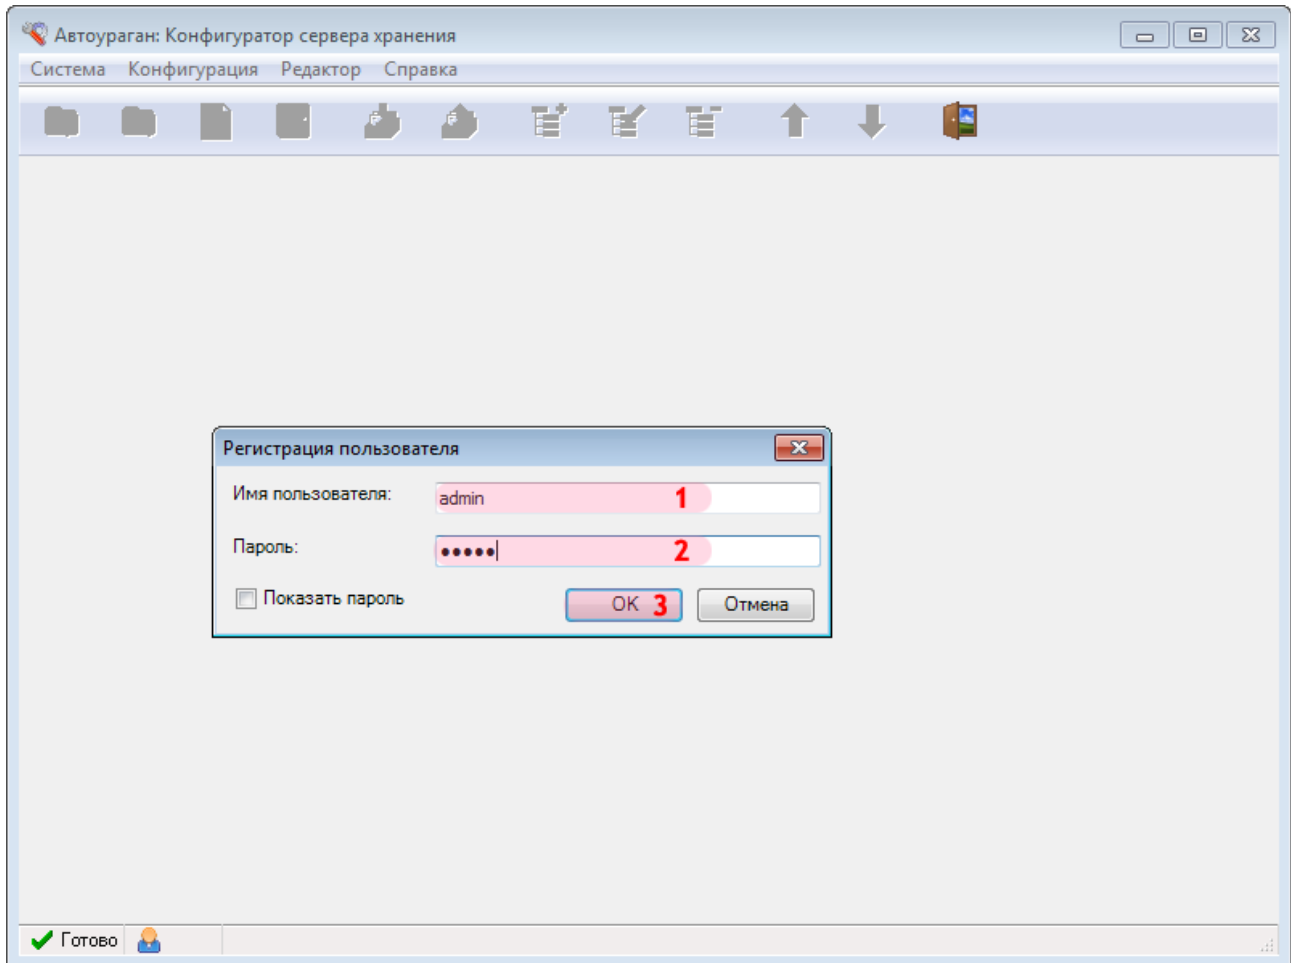 Автоураган: Конфигуратор сервера хранения
Система Конфигурация Редактор Справка
Регистрация пользователя
Имя пользователя: admin 1
Пароль: ●●●●● 2
Показать пароль OK 3 Отмена
Готово